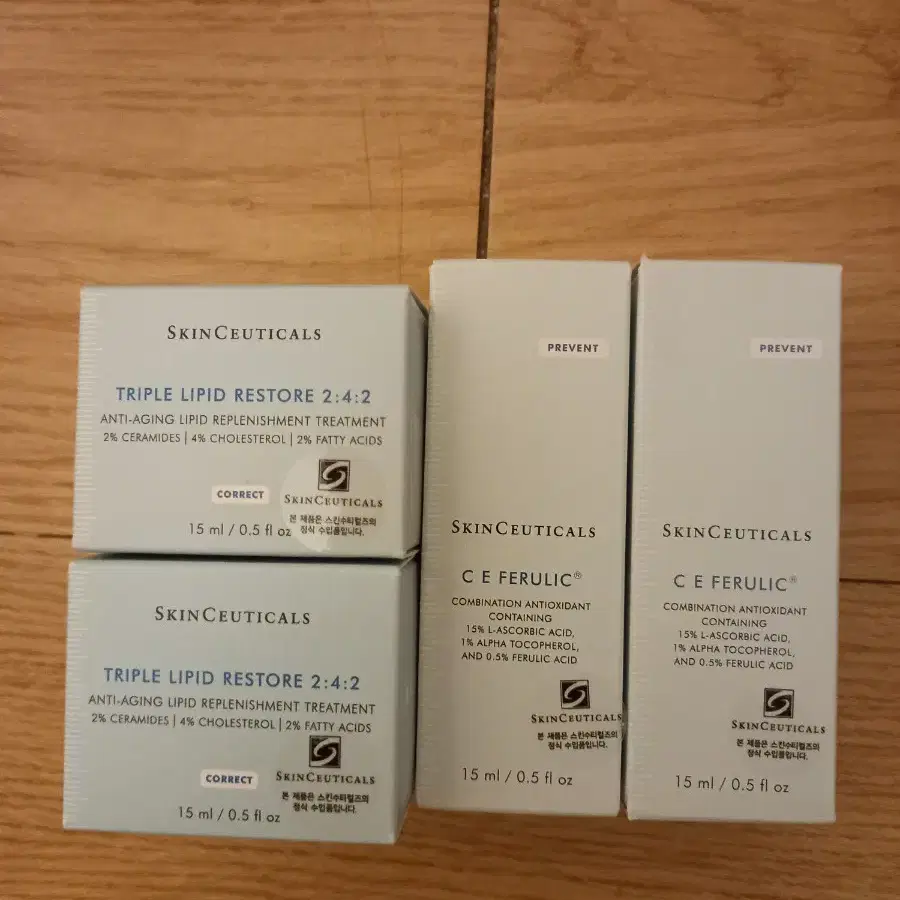 SKINCEUTICALS
TRIPLE LIPID RESTORE 2:4:2
ANTI-AGING LIPID REPLENISHMENT TREATMENT
2% CERAMIDES | 4% CHOLESTEROL | 2% FATTY ACIDS
CORRECT
SKINCEUTICALS
본 제품은 스킨수티컬즈의
정식 수입품입니다.
15 ml / 0.5 fl oz
SKINCEUTICALS
TRIPLE LIPID RESTORE 2:4:2
ANTI-AGING LIPID REPLENISHMENT TREATMENT
2% CERAMIDES | 4% CHOLESTEROL | 2% FATTY ACIDS
CORRECT
SKINCEUTICALS
본 제품은 스킨수티컬즈의
정식 수입품입니다.
15 ml / 0.5 fl oz
PREVENT
SKINCEUTICALS
C E FERULIC®
COMBINATION ANTIOXIDANT
CONTAINING
15% L-ASCORBIC ACID,
1% ALPHA TOCOPHEROL,
AND 0.5% FERULIC ACID
SKINCEUTICALS
본 제품은 스킨수티컬즈의
정식 수입품입니다.
15 ml / 0.5 fl oz
PREVENT
SKINCEUTICALS
C E FERULIC®
COMBINATION ANTIOXIDANT
CONTAINING
15% L-ASCORBIC ACID,
1% ALPHA TOCOPHEROL,
AND 0.5% FERULIC ACID
SKINCEUTICALS
본 제품은 스킨수티컬즈의
정식 수입품입니다.
15 ml / 0.5 fl oz